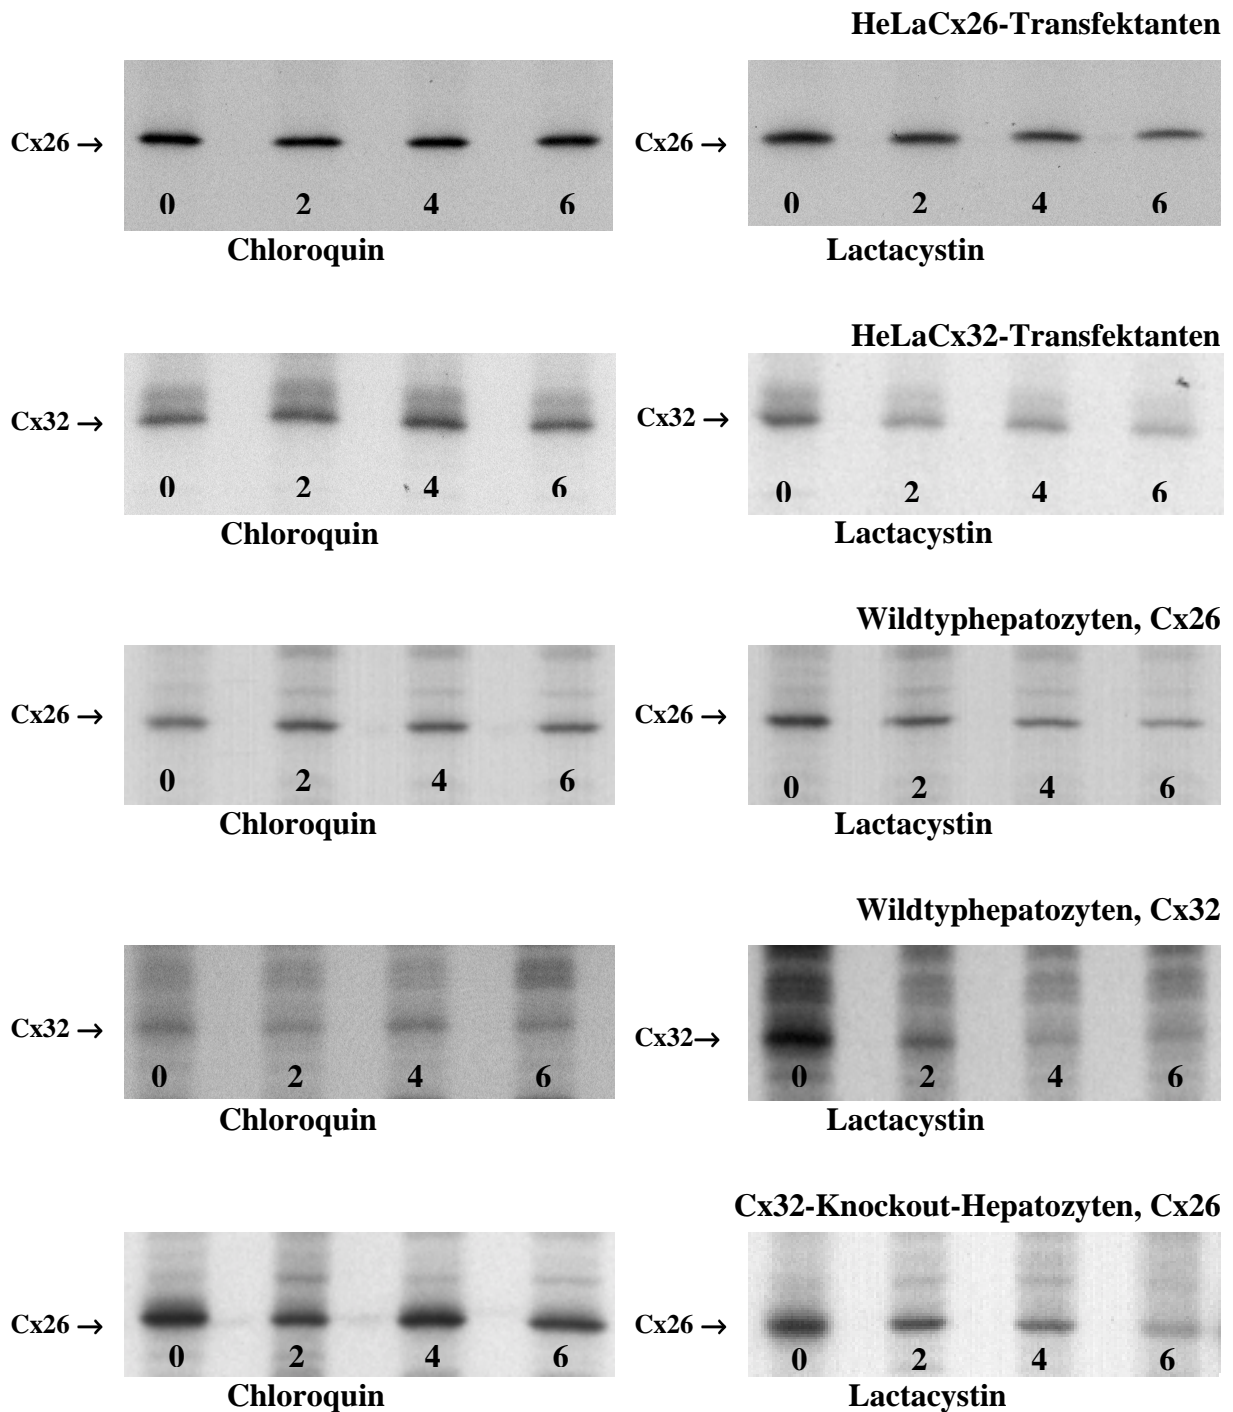 HeLaCx26-Transfektanten
Cx26 → Cx26 →
0 2 4 6 0 2 4 6
Chloroquin Lactacystin
HeLaCx32-Transfektanten
Cx32 → Cx32 →
0 2 4 6 0 2 4 6
Chloroquin Lactacystin
Wildtyphepatozyten, Cx26
Cx26 → Cx26 →
0 2 4 6 0 2 4 6
Chloroquin Lactacystin
Wildtyphepatozyten, Cx32
Cx32 → Cx32→
0 2 4 6 0 2 4 6
Chloroquin Lactacystin
Cx32-Knockout-Hepatozyten, Cx26
Cx26 → Cx26 →
0 2 4 6 0 2 4 6
Chloroquin Lactacystin